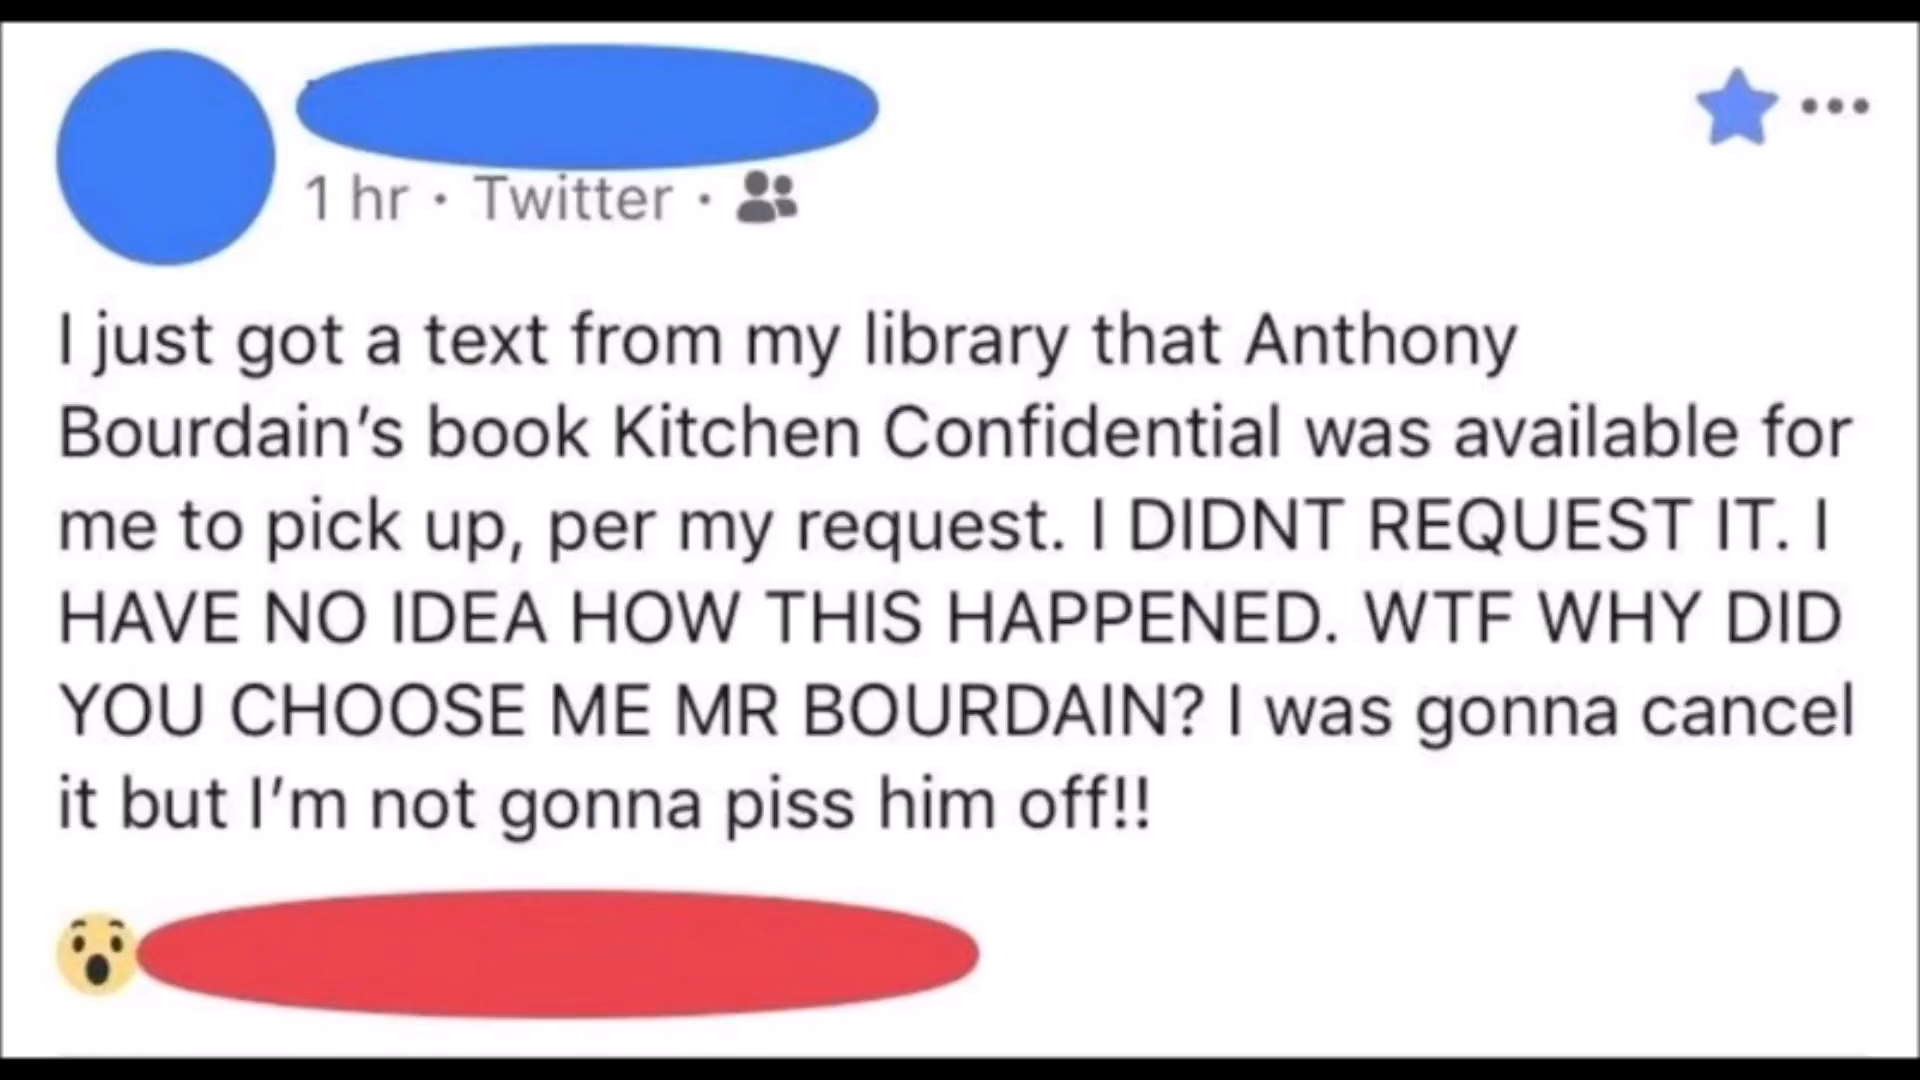 1 hr · Twitter ·
I just got a text from my library that Anthony
Bourdain’s book Kitchen Confidential was available for
me to pick up, per my request. I DIDNT REQUEST IT. I
HAVE NO IDEA HOW THIS HAPPENED. WTF WHY DID
YOU CHOOSE ME MR BOURDAIN? I was gonna cancel
it but I’m not gonna piss him off!!